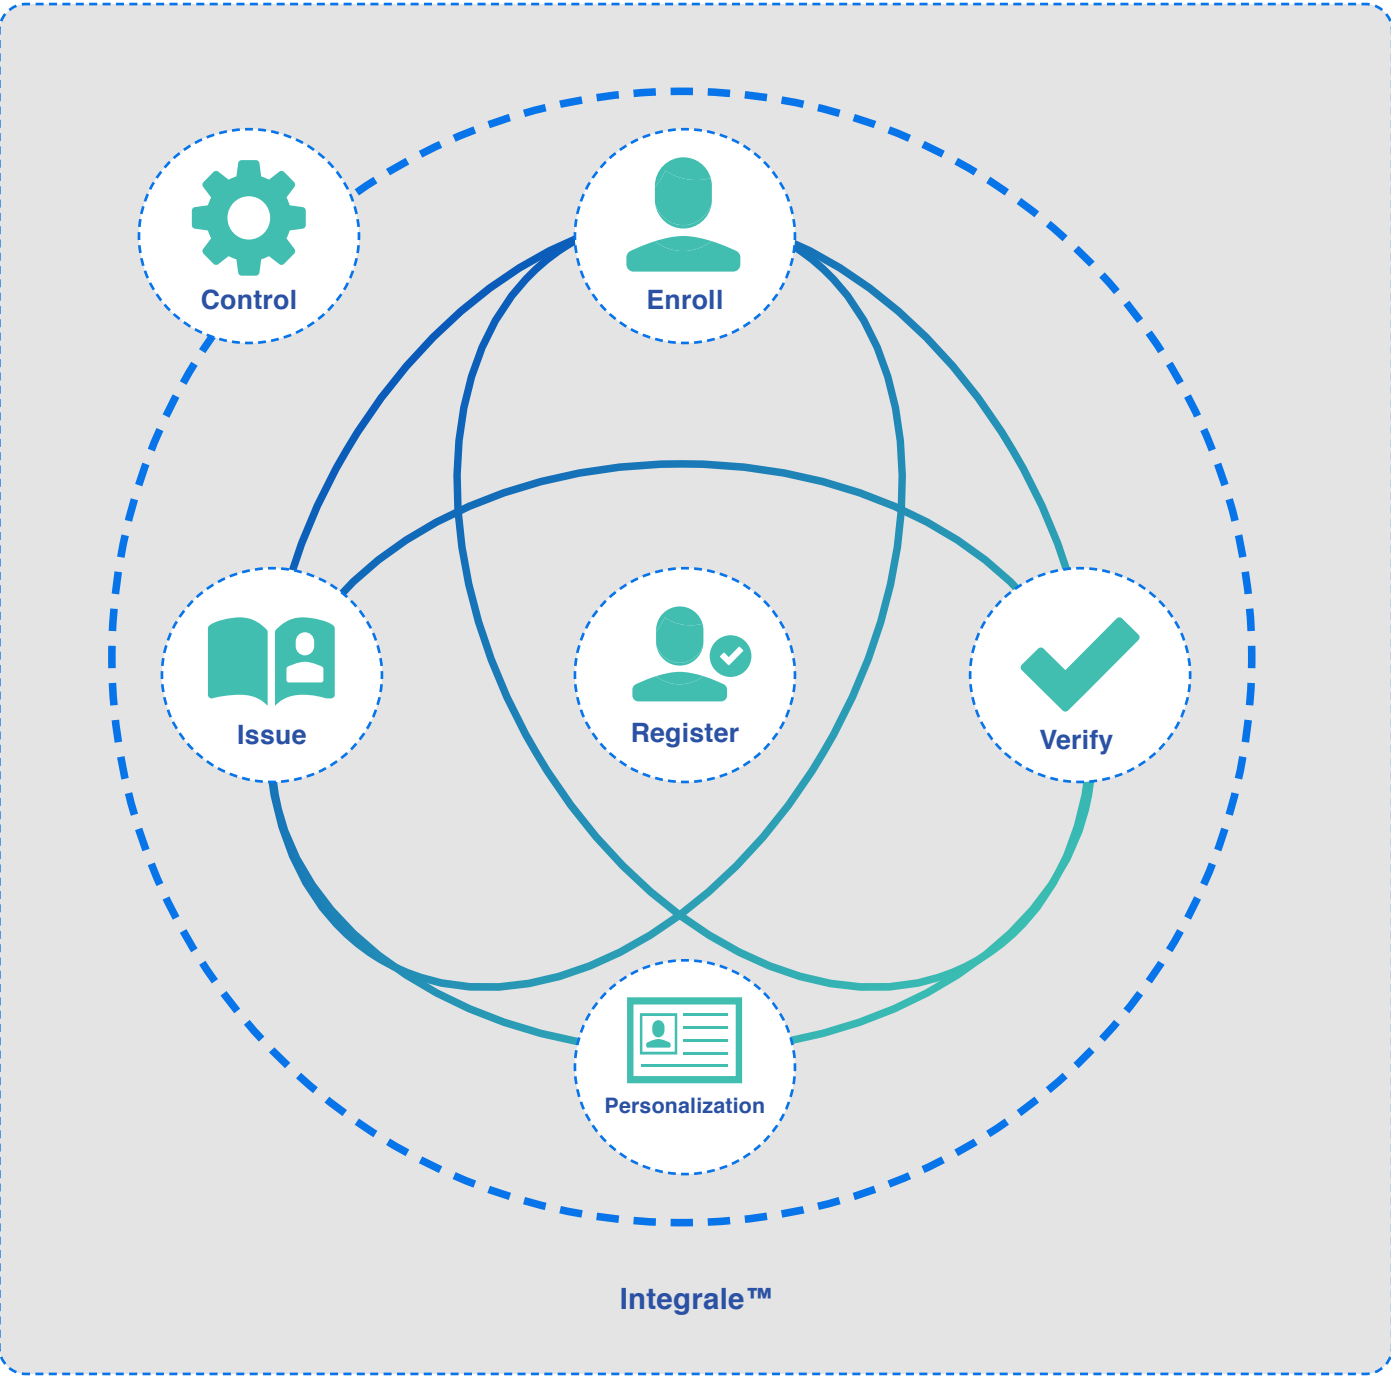 Control
Enroll
Issue
Register
Verify
Personalization
Integrale™